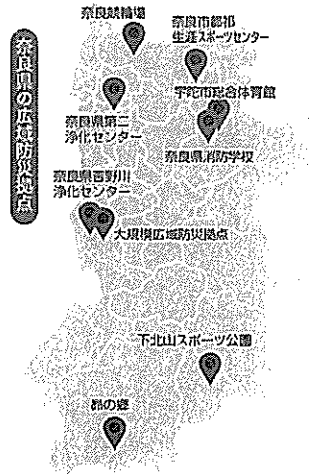 奈良県の広域防災拠点
奈良競輪場
奈良市都祁
生涯スポーツセンター
宇陀市総合体育館
奈良県第二
浄化センター
奈良県消防学校
奈良県吉野川
浄化センター
大規模広域防災拠点
下北山スポーツ公園
昴の郷